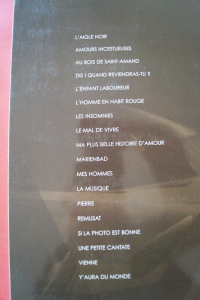 L'AIGLE NOIR
AMOURS INCESTUEUSES
AU BOIS DE SAINT-AMAND
DIS ! QUAND REVIENDRAS-TU ?
L'ENFANT LABOUREUR
L'HOMME EN HABIT ROUGE
LES INSOMNIES
LE MAL DE VIVRE
MA PLUS BELLE HISTOIRE D'AMOUR
MARIENBAD
MES HOMMES
LA MUSIQUE
PIERRE
REMUSAT
SI LA PHOTO EST BONNE
UNE PETITE CANTATE
VIENNE
Y'AURA DU MONDE